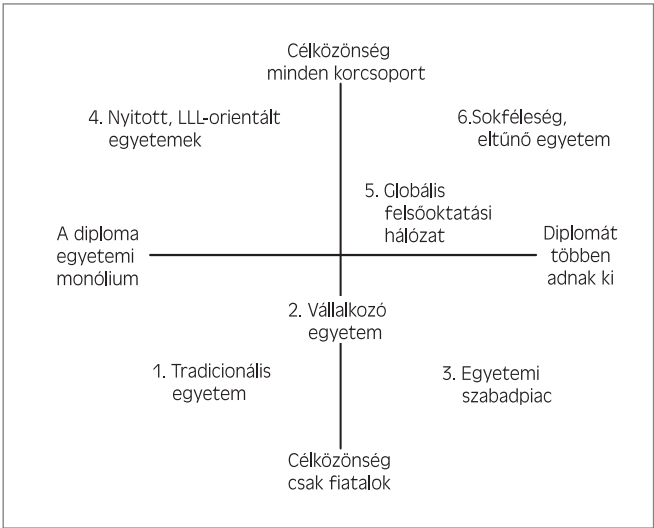 Célközönség
minden korcsoport
4. Nyitott, LLL-orientált
egyetemek
6.Sokféleség,
eltűnő egyetem
5. Globális
felsőoktatási
hálózat
A diploma
egyetemi
monólium
Diplomát
többen
adnak ki
2. Vállalkozó
egyetem
1. Tradicionális
egyetem
3. Egyetemi
szabadpiac
Célközönség
csak fiatalok